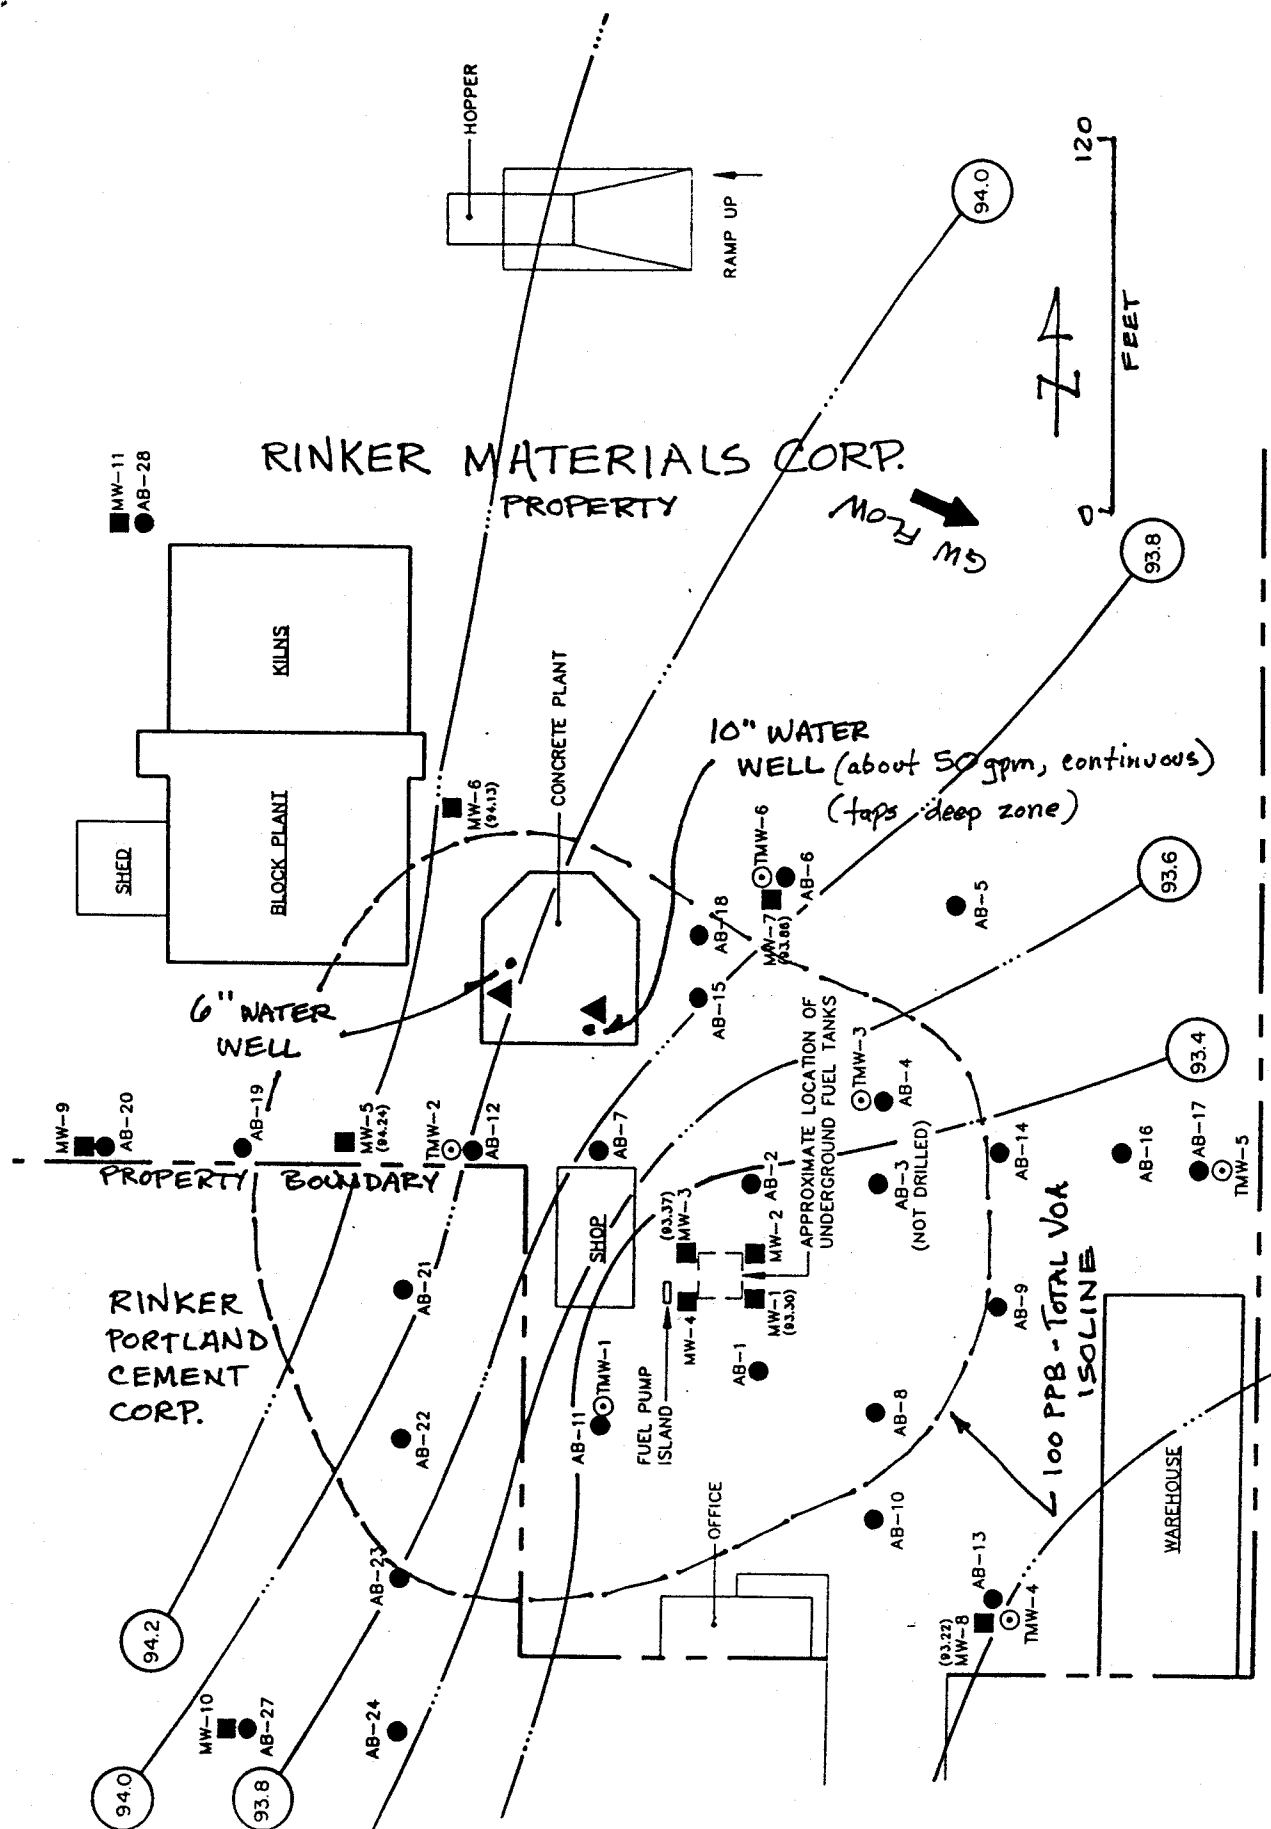 HOPPER
RAMP UP
94.0
120
FEET
0
N
MW-11
AB-28
RINKER MATERIALS CORP.
PROPERTY
GW FLOW
93.8
KILNS
CONCRETE PLANT
10" WATER
WELL (about 50 gpm, continuous)
(taps deep zone)
SHED
BLOCK PLANT
MW-6
(94.13)
TMW-6
AB-6
93.6
AB-18
MW-7
(93.86)
AB-5
6" WATER
WELL
AB-15
APPROXIMATE LOCATION OF
UNDERGROUND FUEL TANKS
TMW-3
AB-4
93.4
MW-9
AB-20
AB-19
MW-5
(94.24)
TMW-2
AB-12
AB-7
PROPERTY BOUNDARY
AB-2
AB-3
(NOT DRILLED)
AB-14
AB-16
AB-17
TMW-5
SHOP
(93.37)
MW-3
MW-2
MW-4
MW-1
(93.30)
RINKER
PORTLAND
CEMENT
CORP.
AB-21
AB-9
100 PPB - TOTAL VOA
ISOLINE
AB-22
AB-11
TMW-1
FUEL PUMP
ISLAND
AB-1
AB-8
AB-23
OFFICE
AB-10
WAREHOUSE
94.2
(93.22)
MW-8
AB-13
TMW-4
MW-10
AB-27
AB-24
94.0
93.8